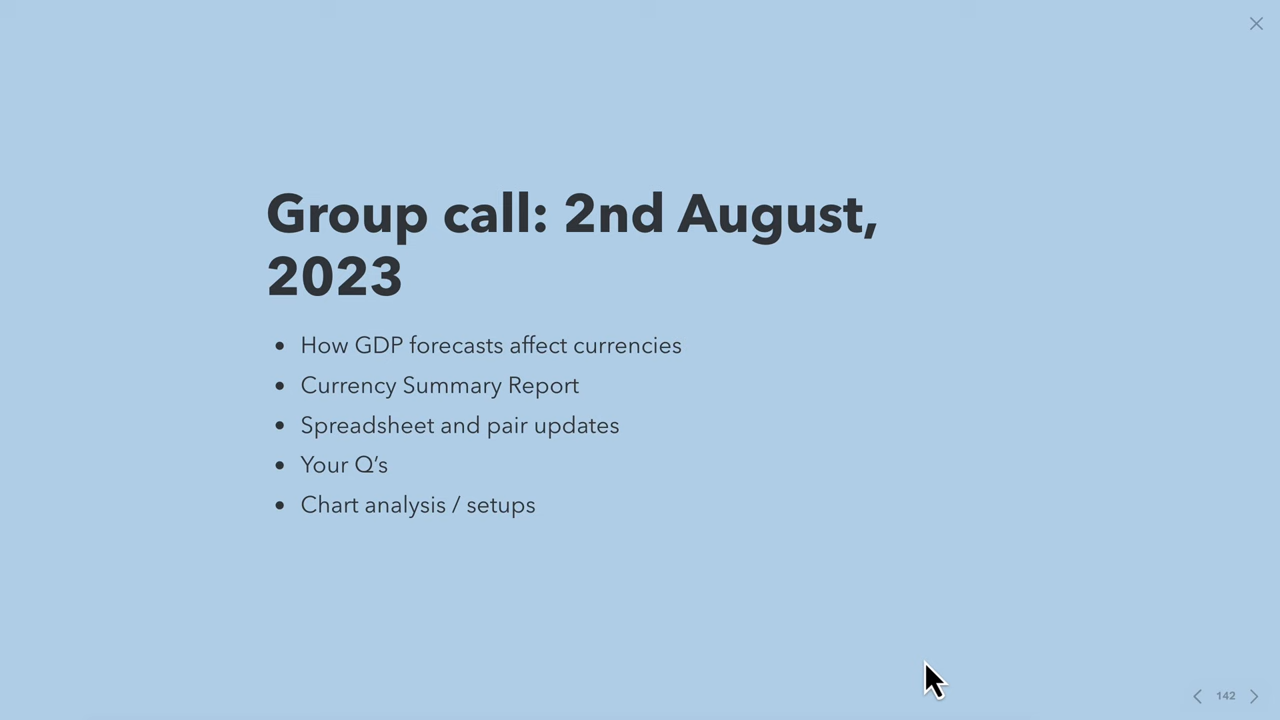 Group call: 2nd August,
2023
• How GDP forecasts affect currencies
• Currency Summary Report
• Spreadsheet and pair updates
• Your Q’s
• Chart analysis / setups
142